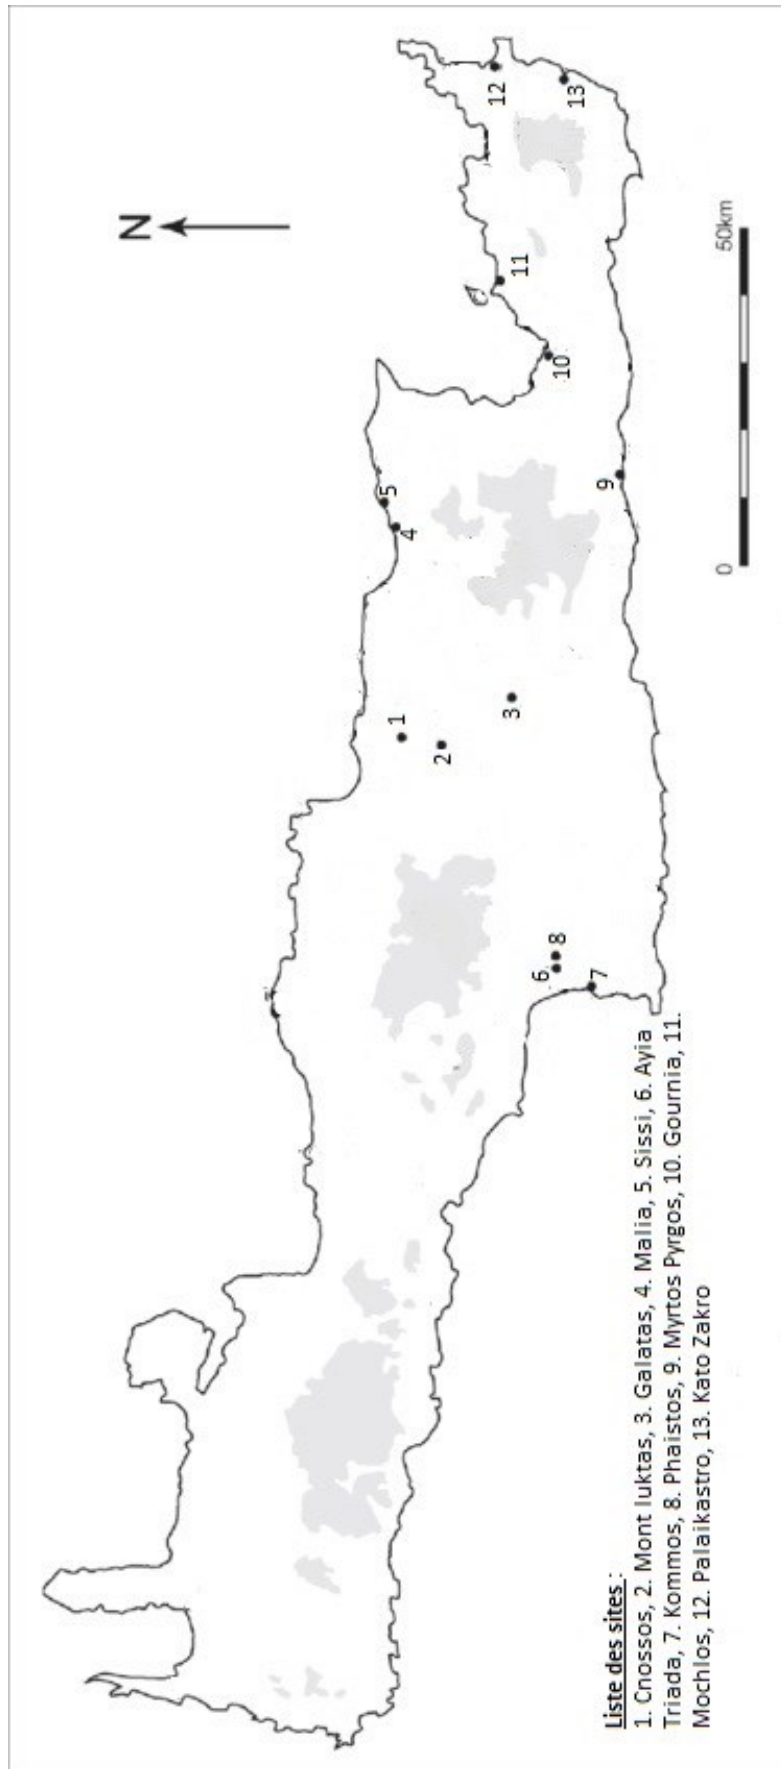 N
12
13
11
10
5
4
9
50km
0
1
2
3
6
8
7
Liste des sites :
1. Cnossos, 2. Mont Iuktas, 3. Galatas, 4. Malia, 5. Sissi, 6. Ayia
Triada, 7. Kommos, 8. Phaistos, 9. Myrtos Pyrgos, 10. Gournia, 11.
Mochlos, 12. Palaikastro, 13. Kato Zakro